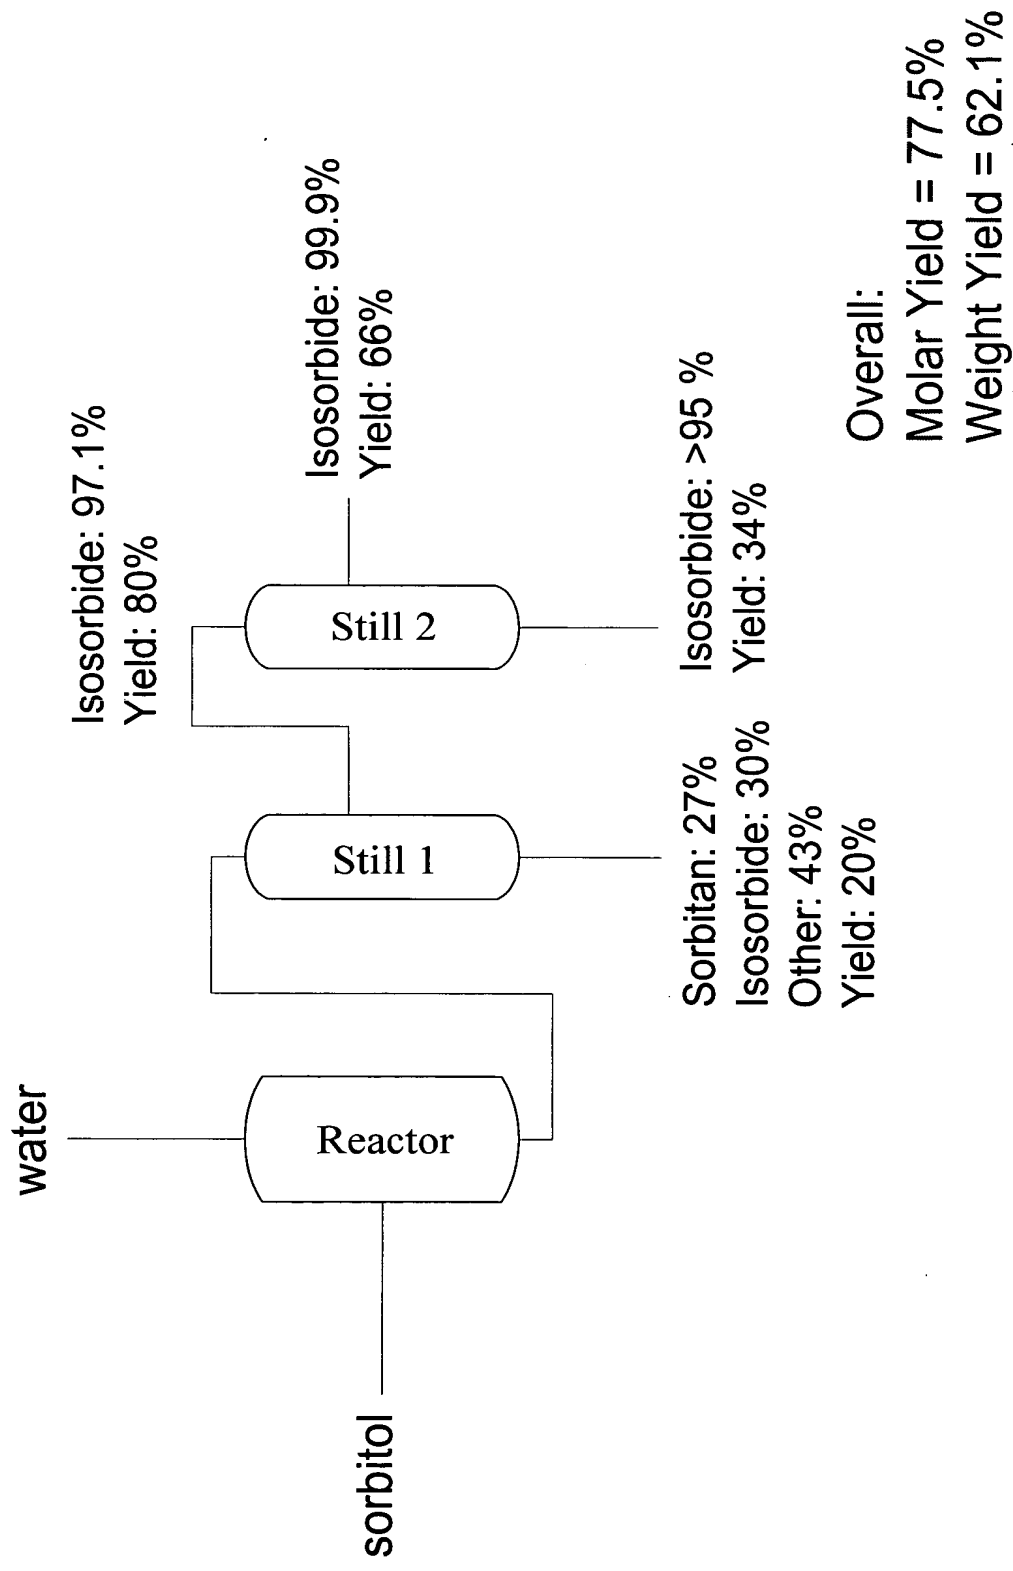 water
sorbitol
Reactor
Still 1
Sorbitan: 27%
Isosorbide: 30%
Other: 43%
Yield: 20%
Isosorbide: 97.1%
Yield: 80%
Still 2
Isosorbide: >95 %
Yield: 34%
Isosorbide: 99.9%
Yield: 66%
Overall:
Molar Yield = 77.5%
Weight Yield = 62.1%